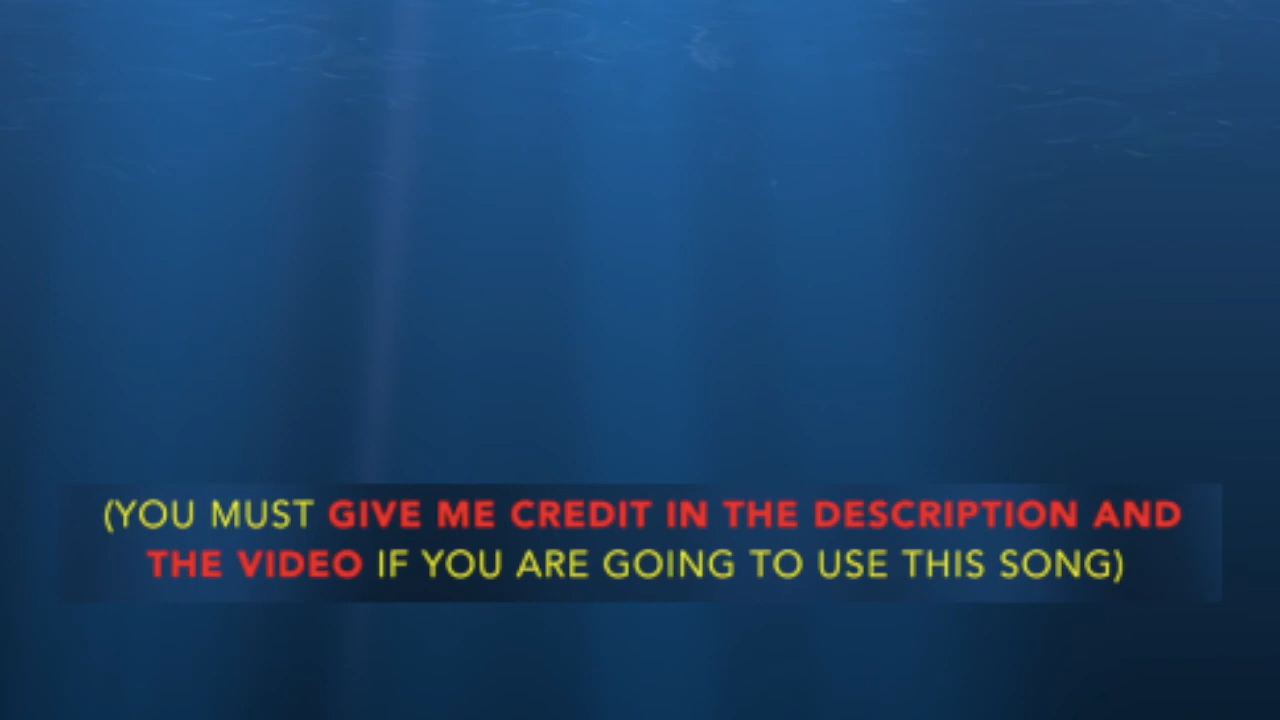 (YOU MUST GIVE ME CREDIT IN THE DESCRIPTION AND
THE VIDEO IF YOU ARE GOING TO USE THIS SONG)